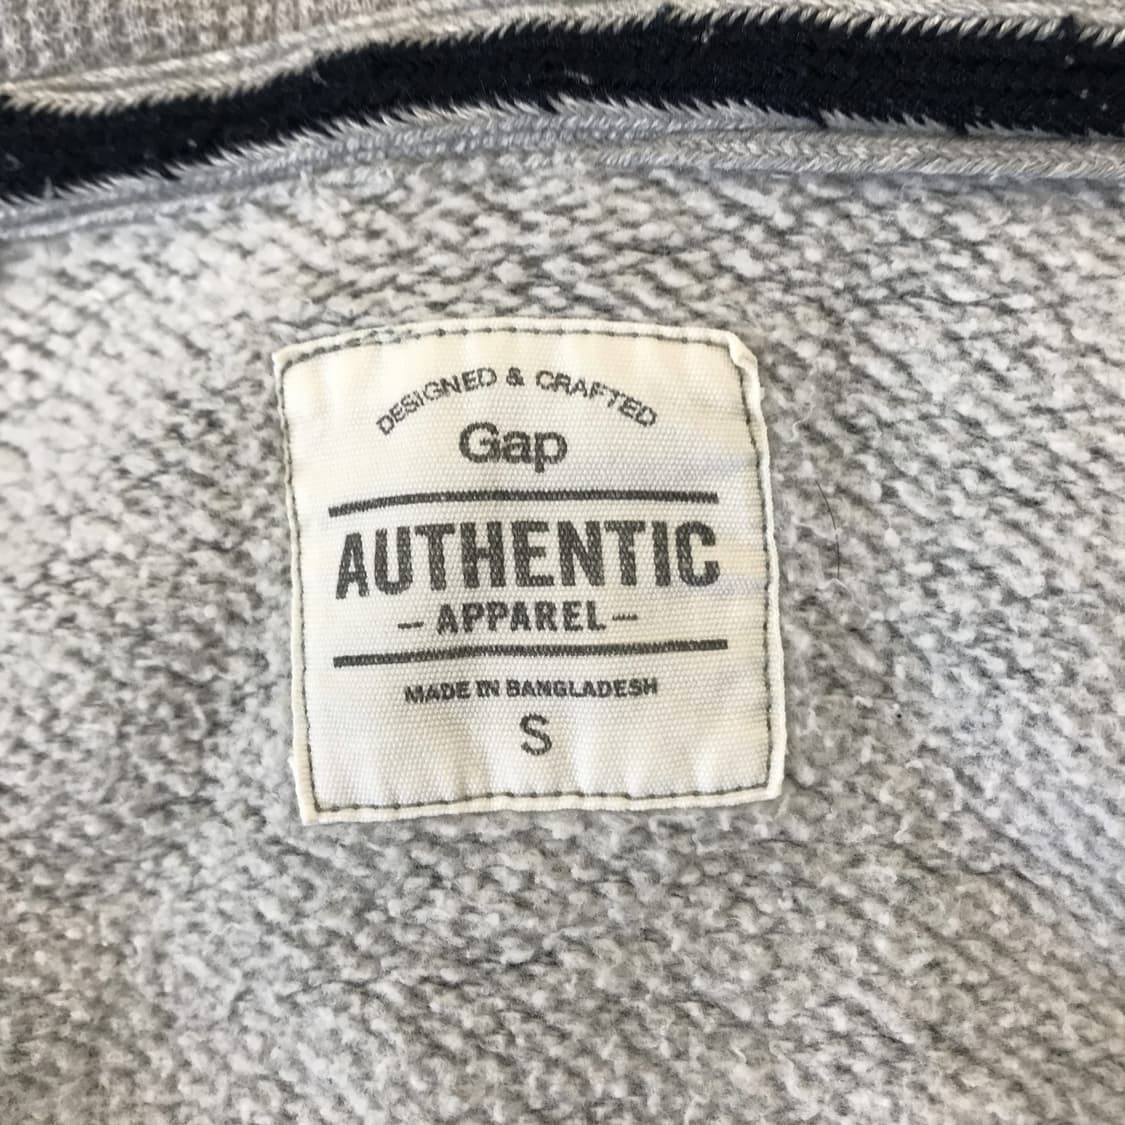 DESIGNED & CRAFTED
Gap
AUTHENTIC
- APPAREL -
MADE IN BANGLADESH
S